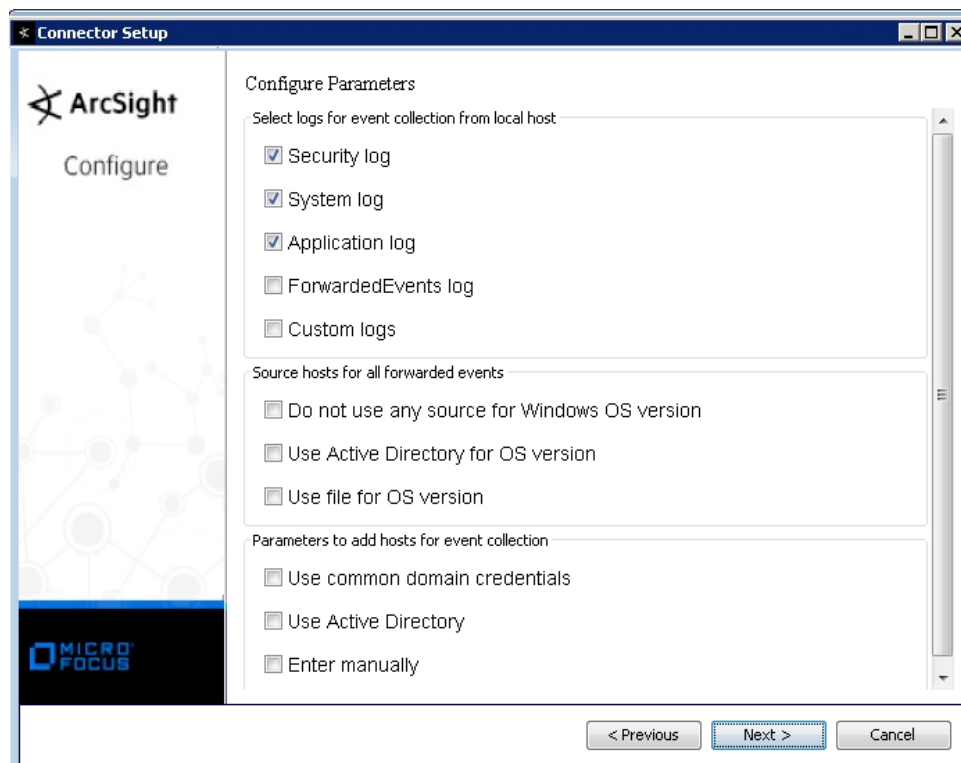 Connector Setup
ArcSight
Configure
Configure Parameters
Select logs for event collection from local host
Security log
System log
Application log
ForwardedEvents log
Custom logs
Source hosts for all forwarded events
Do not use any source for Windows OS version
Use Active Directory for OS version
Use file for OS version
Parameters to add hosts for event collection
Use common domain credentials
Use Active Directory
Enter manually
MICRO
FOCUS
< Previous
Next >
Cancel